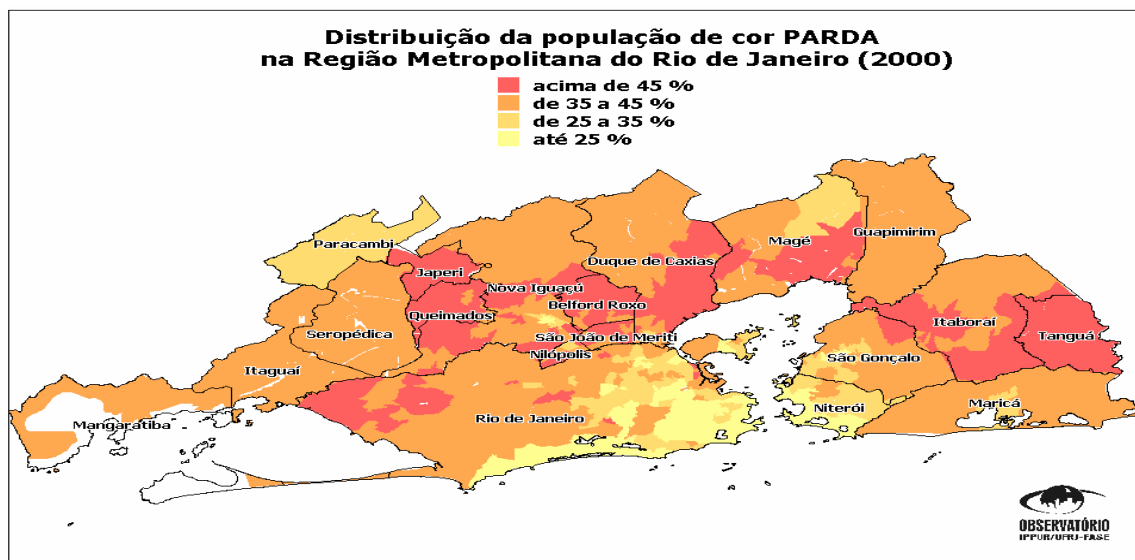 Distribuição da população de cor PARDA
na Região Metropolitana do Rio de Janeiro (2000)
acima de 45 %
de 35 a 45 %
de 25 a 35 %
até 25 %
Paracambi
Japeri
Duque de Caxias
Magé
Guapimirim
Nova Iguaçú
Belford Roxo
Queimados
Seropédica
São João de Meriti
Nilópolis
Itaboraí
Tanguá
São Gonçalo
Itaguaí
Mangaratiba
Rio de Janeiro
Niterói
Maricá
OBSERVATÓRIO
IPPUR/UFRJ-FASE